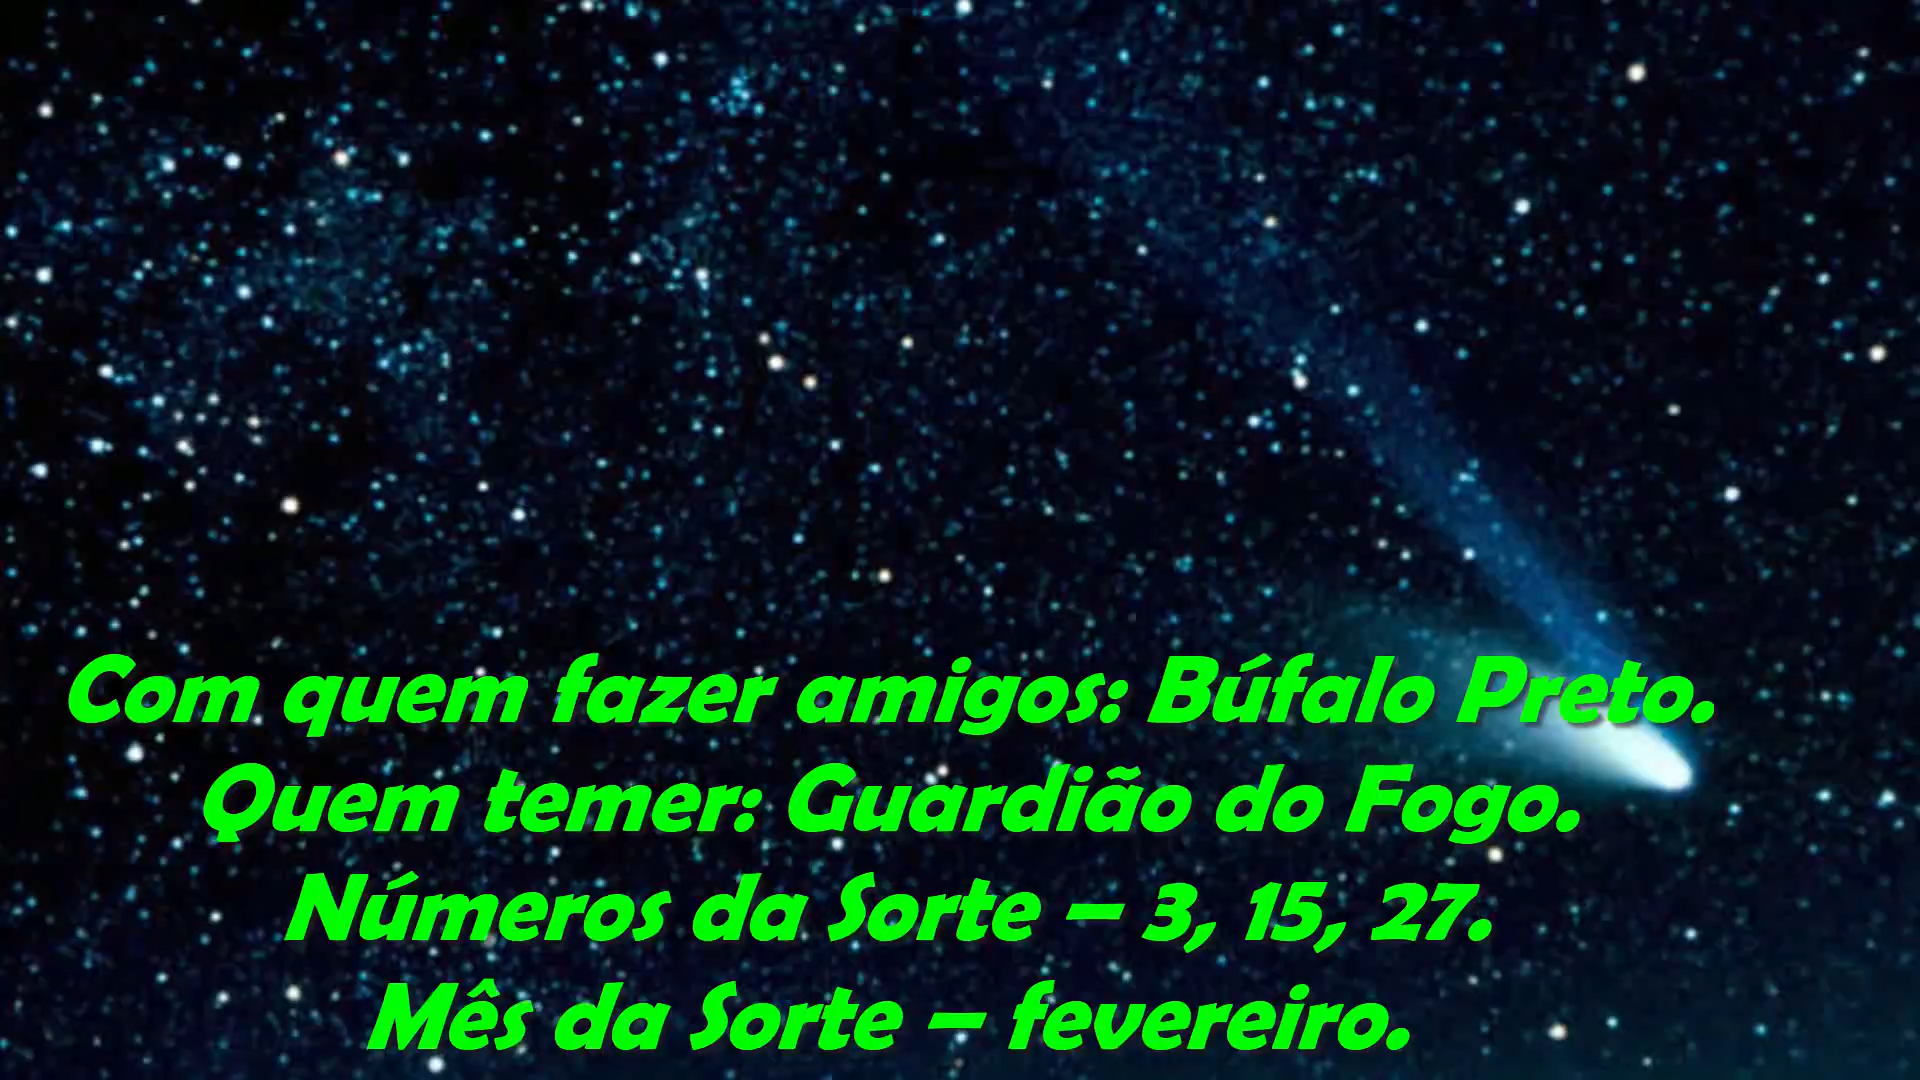 Com quem fazer amigos: Búfalo Preto.
Quem temer: Guardião do Fogo.
Números da Sorte – 3, 15, 27.
Mês da Sorte – fevereiro.